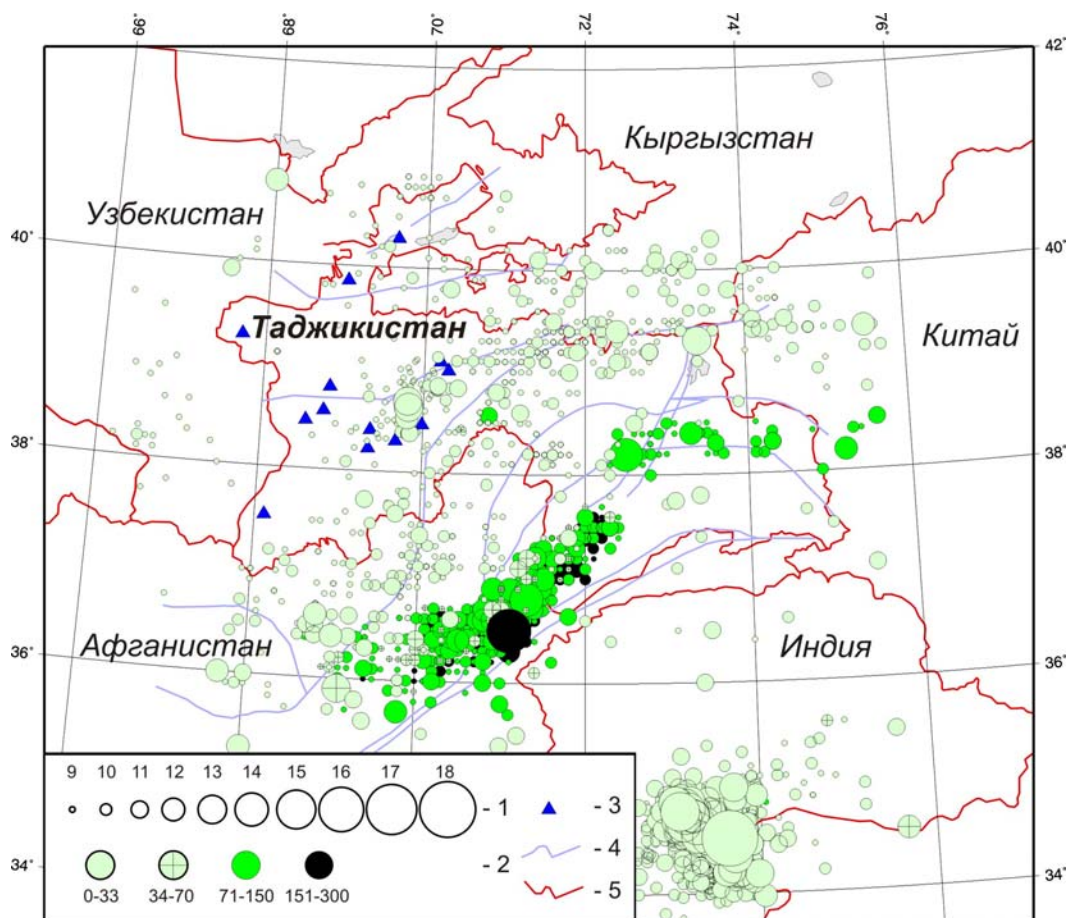 66° 68° 70° 72° 74° 76°
42° 42°
Кыргызстан
Узбекистан
40° 40°
Таджикистан
Китай
38° 38°
Афганистан
Индия
36° 36°
9 10 11 12 13 14 15 16 17 18
- 1
- 3
- 2
- 4
0-33 34-70 71-150 151-300
- 5
34° 34°